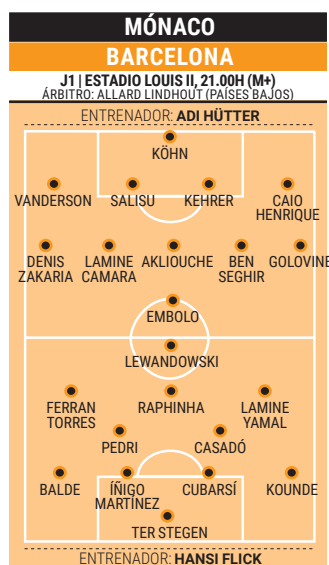 MÓNACO
BARCELONA
J1 | ESTADIO LOUIS II, 21.00H (M+)
ÁRBITRO: ALLARD LINDHOUT (PAÍSES BAJOS)
ENTRENADOR: ADI HÜTTER
KÖHN
VANDERSON SALISU KEHRER CAIO
HENRIQUE
DENIS LAMINE AKLIOUCHE BEN GOLOVINE
ZAKARIA CAMARA SEGHIR
EMBOLO
LEWANDOWSKI
FERRAN RAPHINHA LAMINE
TORRES YAMAL
PEDRI CASADÓ
BALDE ÍÑIGO CUBARSÍ KOUNDE
MARTÍNEZ
TER STEGEN
ENTRENADOR: HANSI FLICK